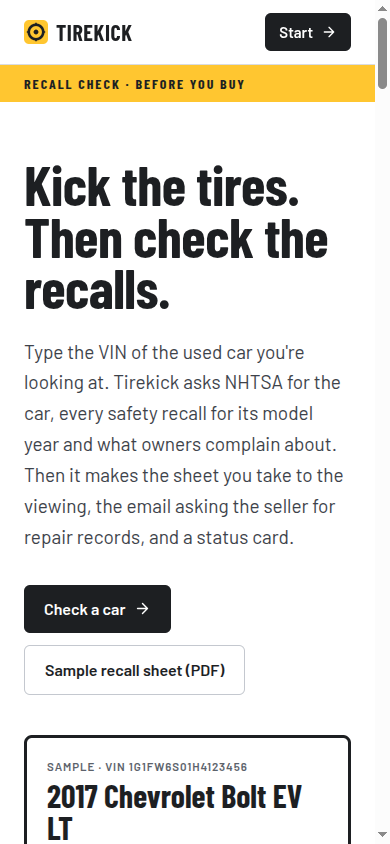 TIREKICK
Start
RECALL CHECK · BEFORE YOU BUY
Kick the tires.
Then check the
recalls.
Type the VIN of the used car you're
looking at. Tirekick asks NHTSA for the
car, every safety recall for its model
year and what owners complain about.
Then it makes the sheet you take to the
viewing, the email asking the seller for
repair records, and a status card.
Check a car
Sample recall sheet (PDF)
SAMPLE · VIN 1G1FW6S01H4123456
2017 Chevrolet Bolt EV
LT